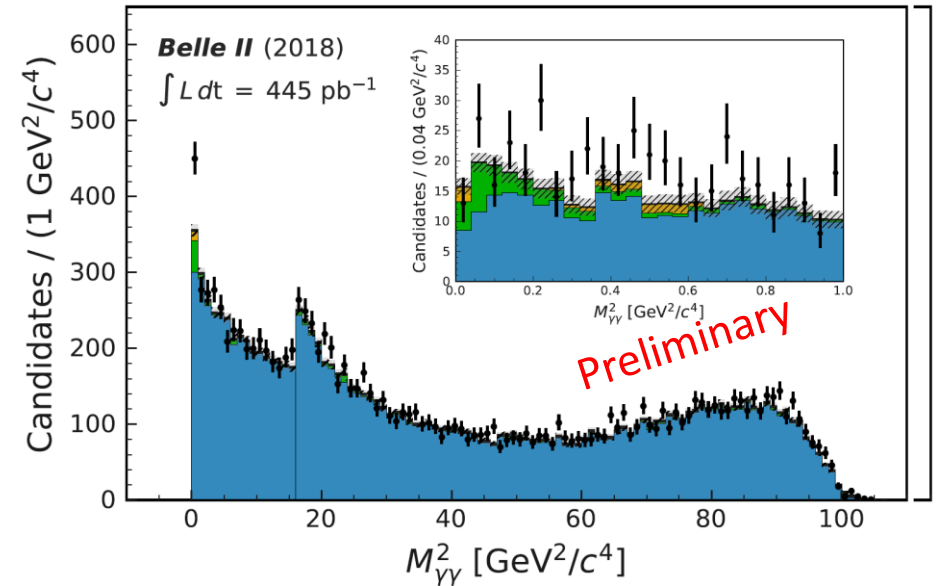 Belle II (2018)
∫ L dt = 445 pb⁻¹
Candidates / (1 GeV²/c⁴)
600
500
400
300
200
100
0
0 20 40 60 80 100
M²γγ [GeV²/c⁴]
Candidates / (0.04 GeV²/c⁴)
40
35
30
25
20
15
10
5
0
0.0 0.2 0.4 0.6 0.8 1.0
M²γγ [GeV²/c⁴]
Preliminary